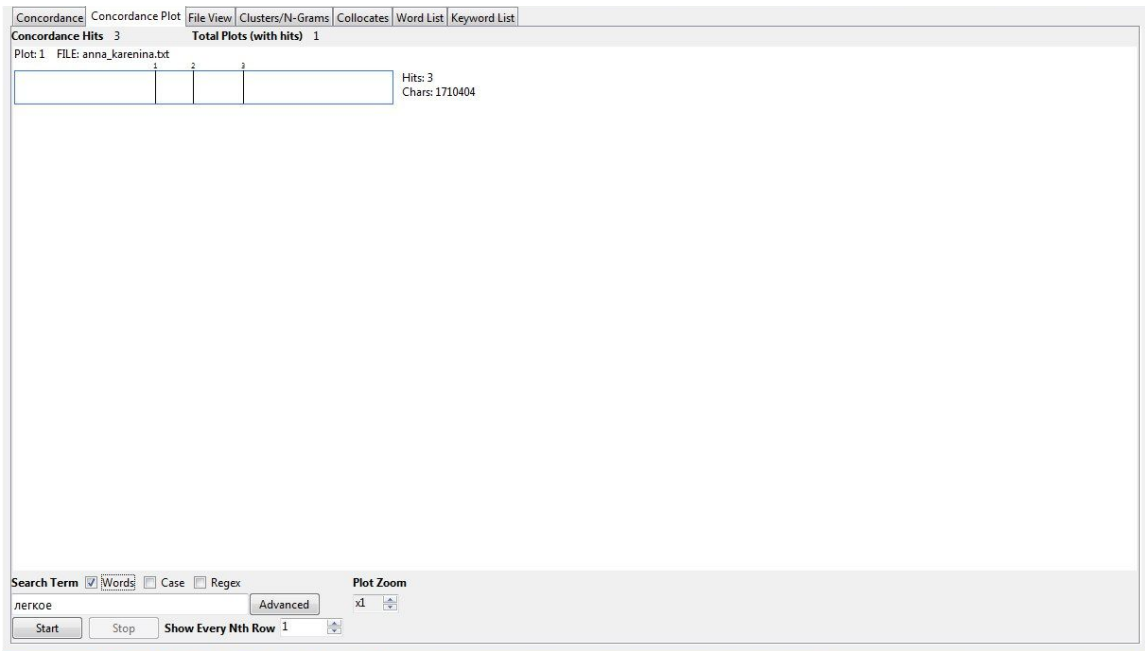 Concordance Concordance Plot File View Clusters/N-Grams Collocates Word List Keyword List
Concordance Hits 3 Total Plots (with hits) 1
Plot: 1 FILE: anna_karenina.txt
1 2 3
Hits: 3
Chars: 1710404
Search Term Words Case Regex Plot Zoom
легкое Advanced x1
Start Stop Show Every Nth Row 1